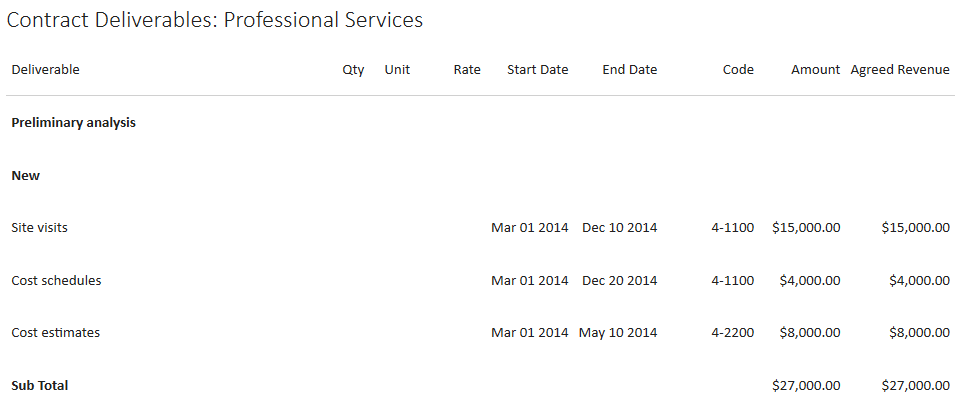 Contract Deliverables: Professional Services
Deliverable Qty Unit Rate Start Date End Date Code Amount Agreed Revenue
Preliminary analysis
New
Site visits Mar 01 2014 Dec 10 2014 4-1100 $15,000.00 $15,000.00
Cost schedules Mar 01 2014 Dec 20 2014 4-1100 $4,000.00 $4,000.00
Cost estimates Mar 01 2014 May 10 2014 4-2200 $8,000.00 $8,000.00
Sub Total $27,000.00 $27,000.00